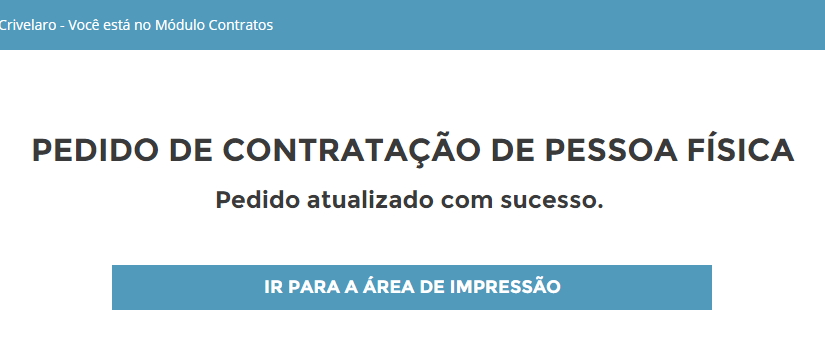 Crivelaro - Você está no Módulo Contratos
PEDIDO DE CONTRATAÇÃO DE PESSOA FÍSICA
Pedido atualizado com sucesso.
IR PARA A ÁREA DE IMPRESSÃO